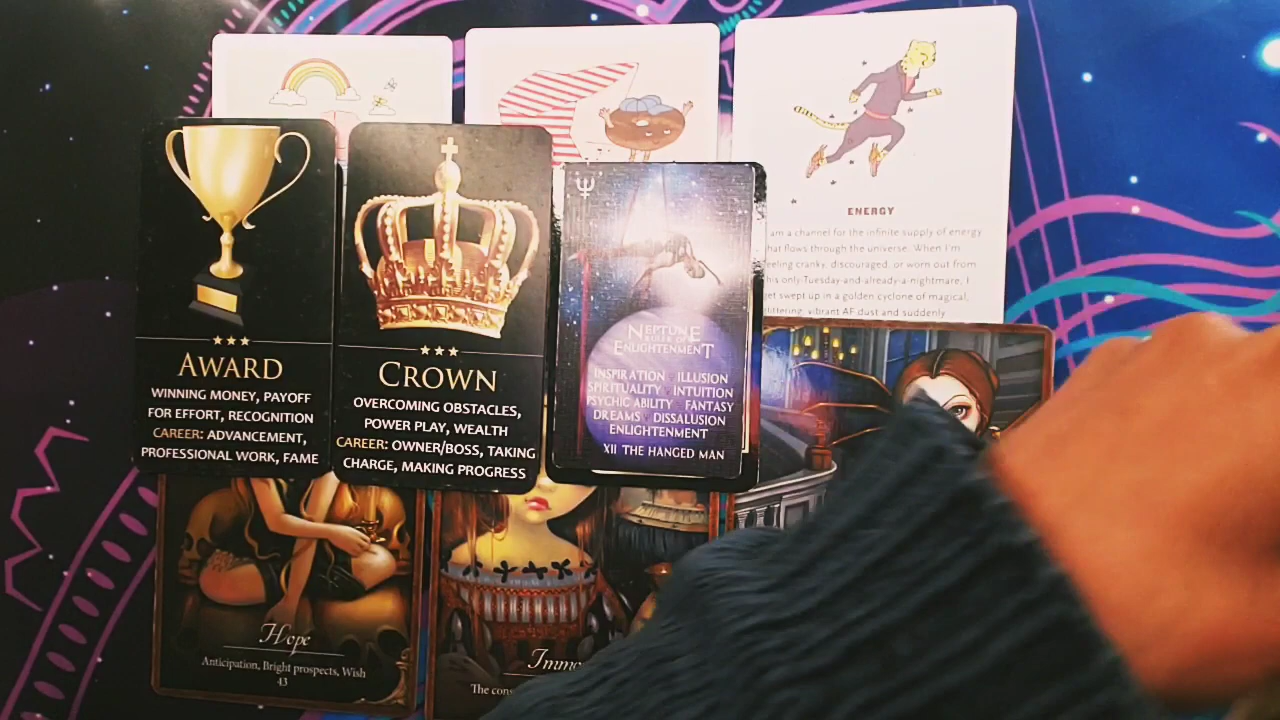 ENERGY
am a channel for the infinite supply of energy
that flows through the universe. When I'm
feeling cranky, discouraged, or worn out from
this only-Tuesday-and-already-a-nightmare, I
get swept up in a golden cyclone of magical,
glittering, vibrant AF dust and suddenly
AWARD
WINNING MONEY, PAYOFF
FOR EFFORT, RECOGNITION
CAREER: ADVANCEMENT,
PROFESSIONAL WORK, FAME
CROWN
OVERCOMING OBSTACLES,
POWER PLAY, WEALTH
CAREER: OWNER/BOSS, TAKING
CHARGE, MAKING PROGRESS
NEPTUNE
RULER OF
ENLIGHTENMENT
INSPIRATION ILLUSION
SPIRITUALITY INTUITION
PSYCHIC ABILITY FANTASY
DREAMS DISSALUSION
ENLIGHTENMENT
XII THE HANGED MAN
Hope
Anticipation, Bright prospects, Wish
43
Immo
The cons